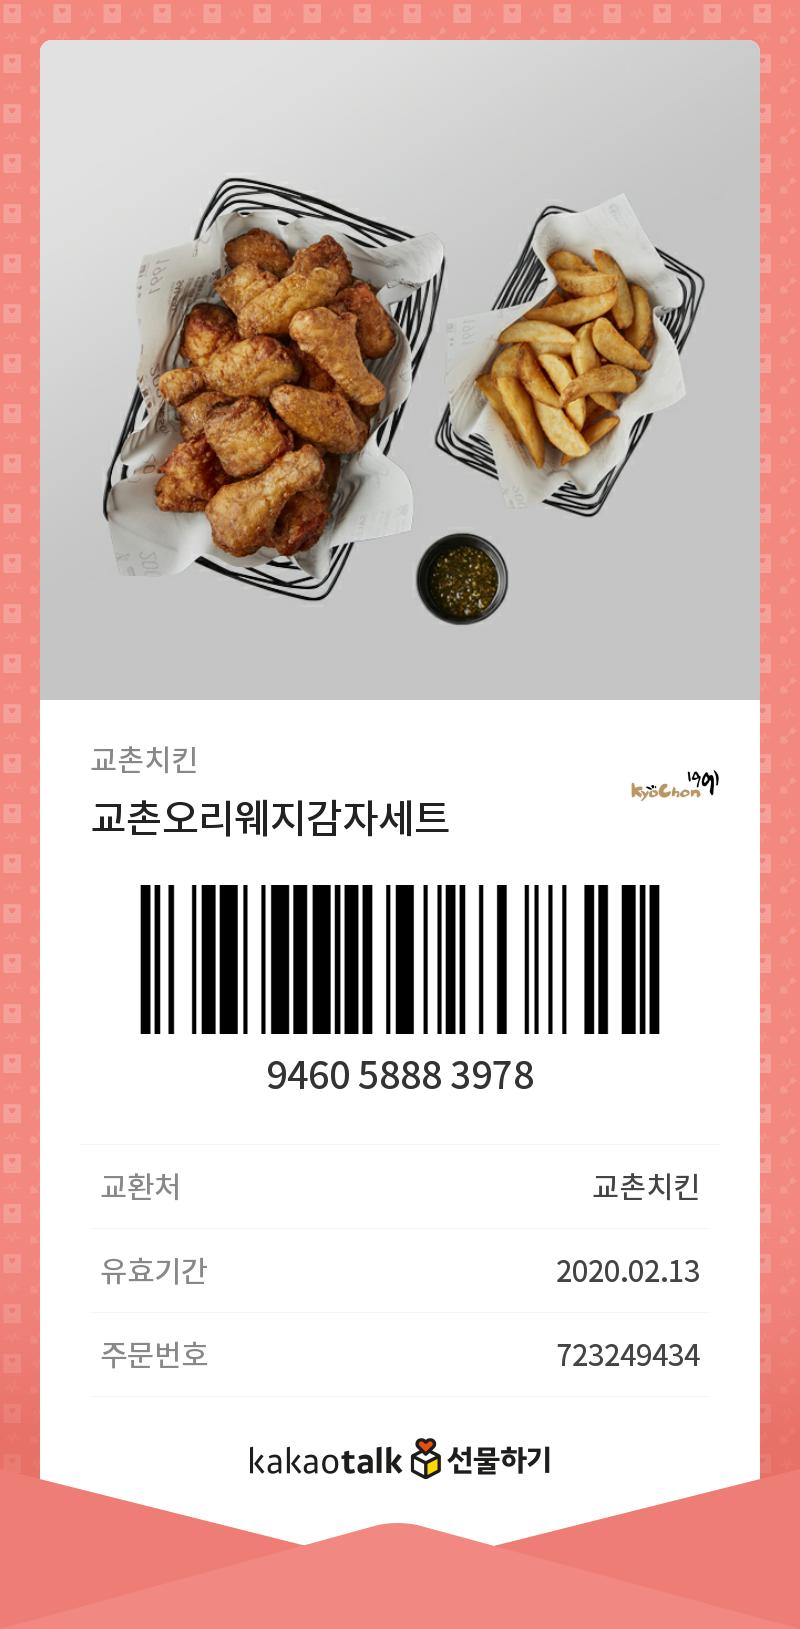 교촌치킨
교촌오리웨지감자세트
kyoChon 1991
9460 5888 3978
교환처 교촌치킨
유효기간 2020.02.13
주문번호 723249434
kakaotalk 선물하기